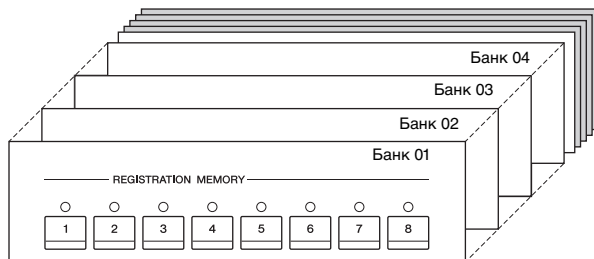 Банк 04
Банк 03
Банк 02
Банк 01
REGISTRATION MEMORY
1 2 3 4 5 6 7 8